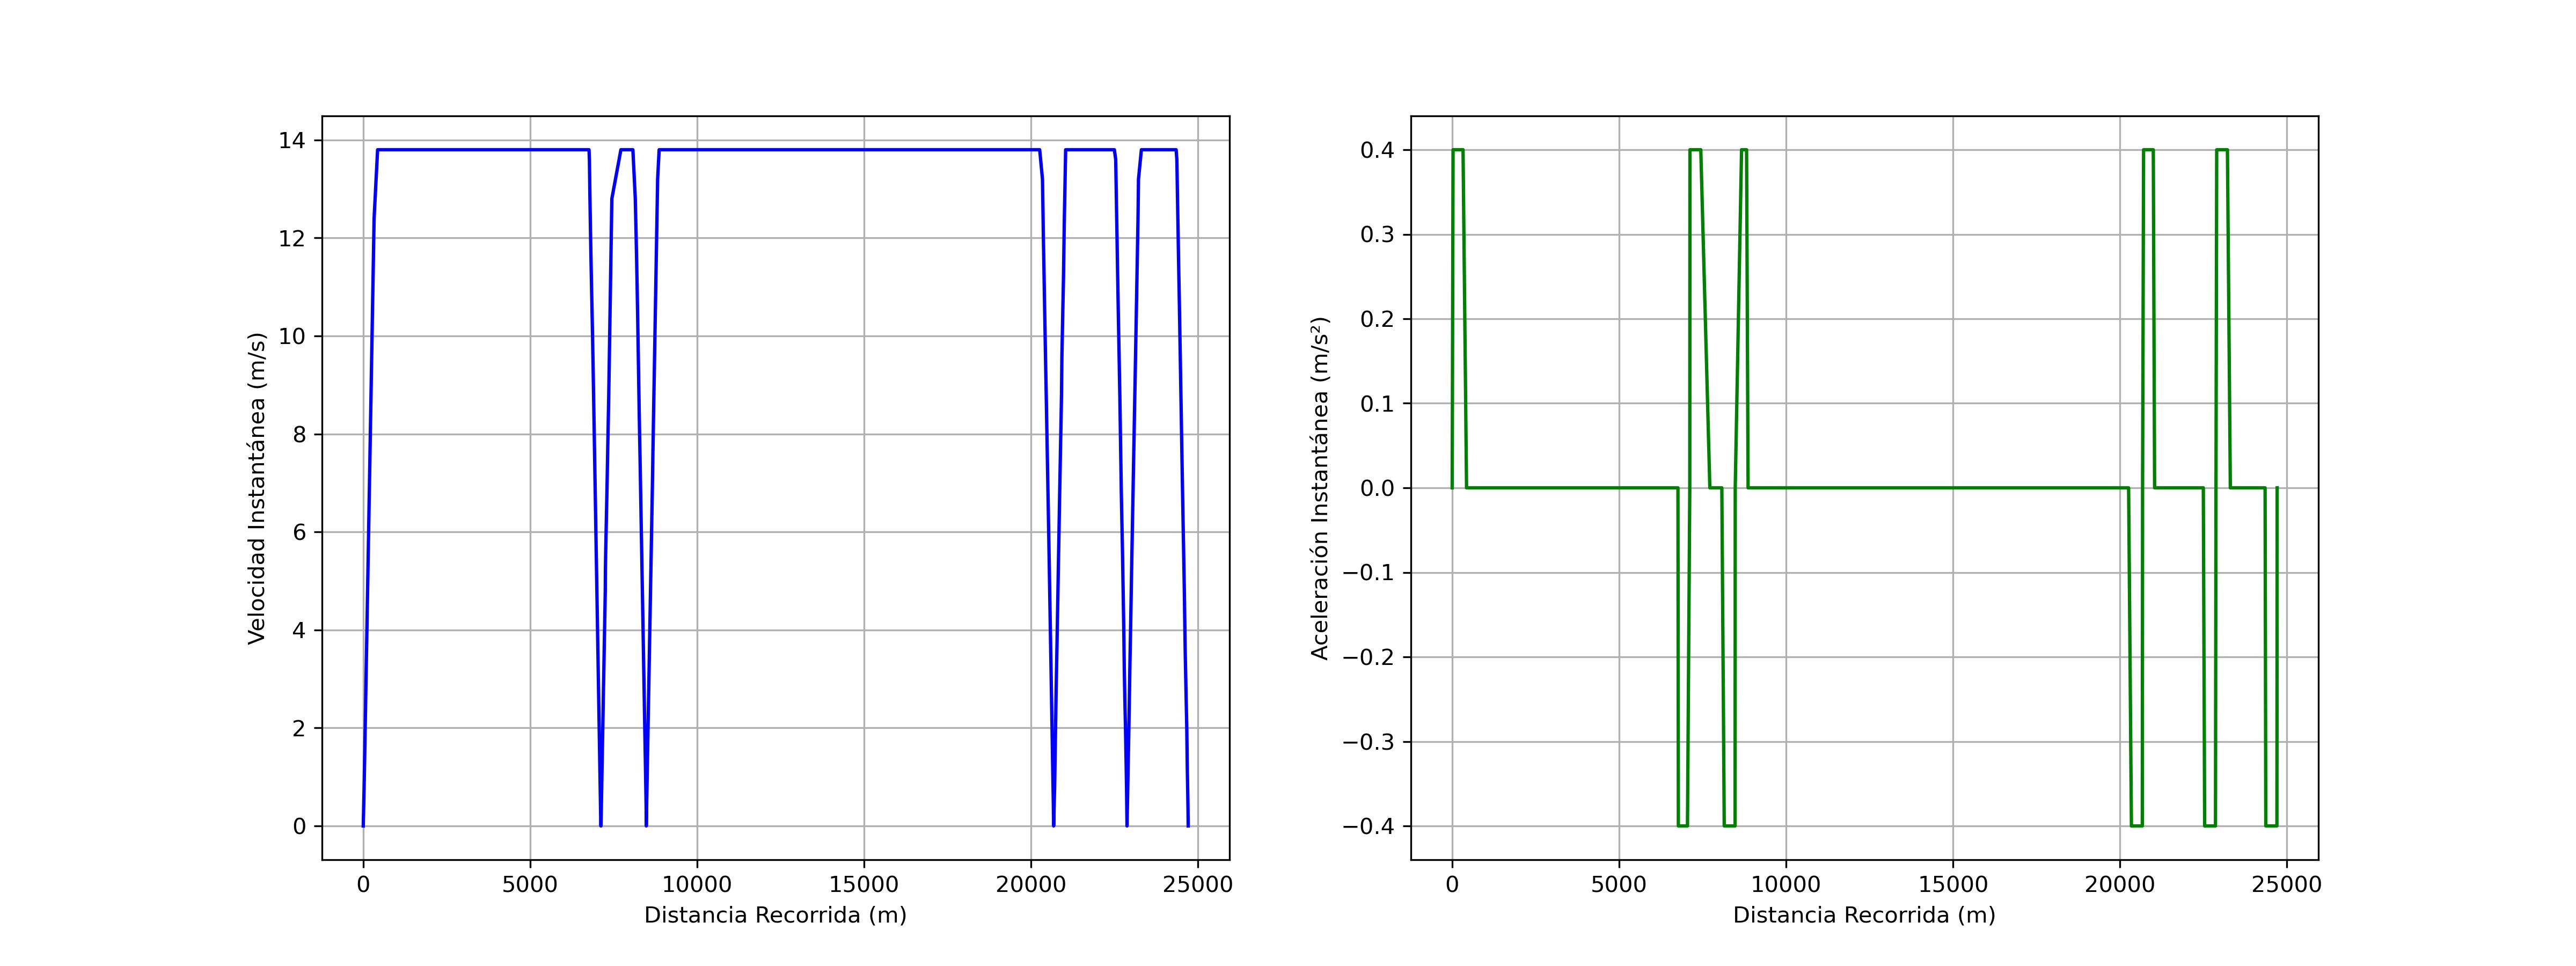 14
12
10
8
6
4
2
0
Velocidad Instantánea (m/s)
0 5000 10000 15000 20000 25000
Distancia Recorrida (m)
0.4
0.3
0.2
0.1
0.0
−0.1
−0.2
−0.3
−0.4
Aceleración Instantánea (m/s²)
0 5000 10000 15000 20000 25000
Distancia Recorrida (m)